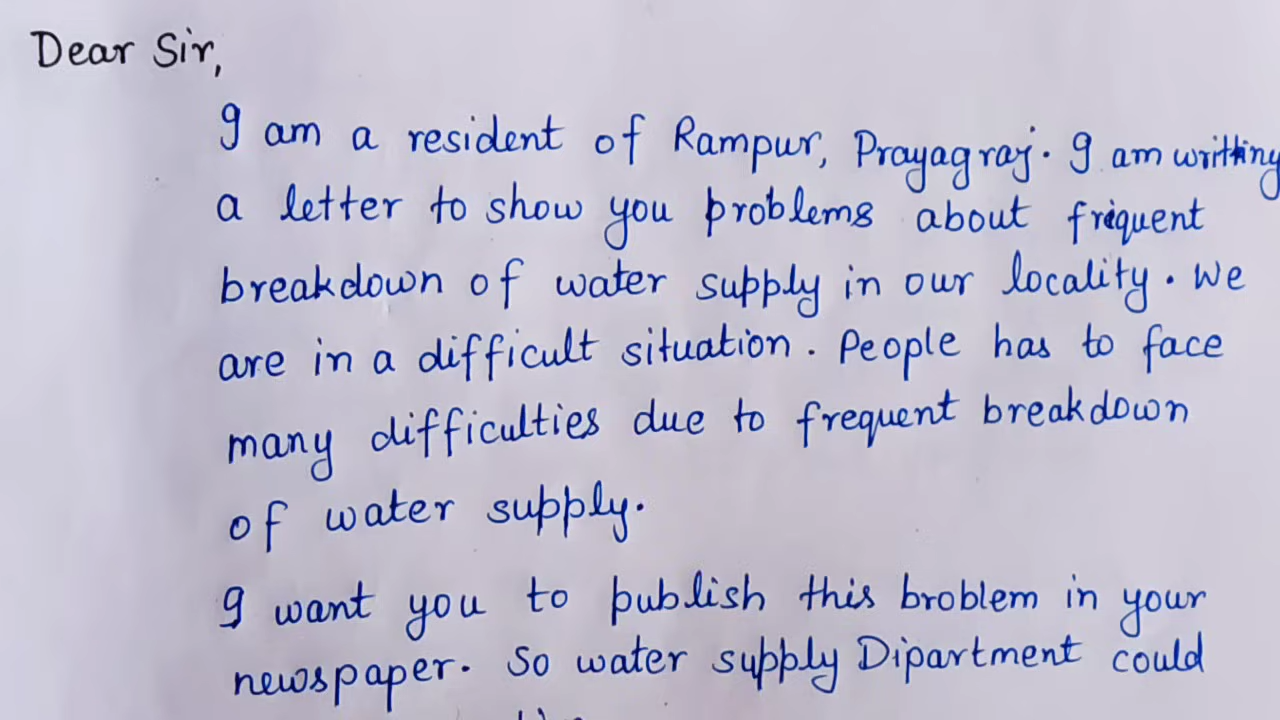 Dear Sir,
I am a resident of Rampur, Prayagraj. I am writting
a letter to show you problems about friquent
breakdown of water supply in our locality. We
are in a difficult situation. People has to face
many difficulties due to frequent breakdown
of water supply.
I want you to publish this broblem in your
newspaper. So water supply Dipartment could